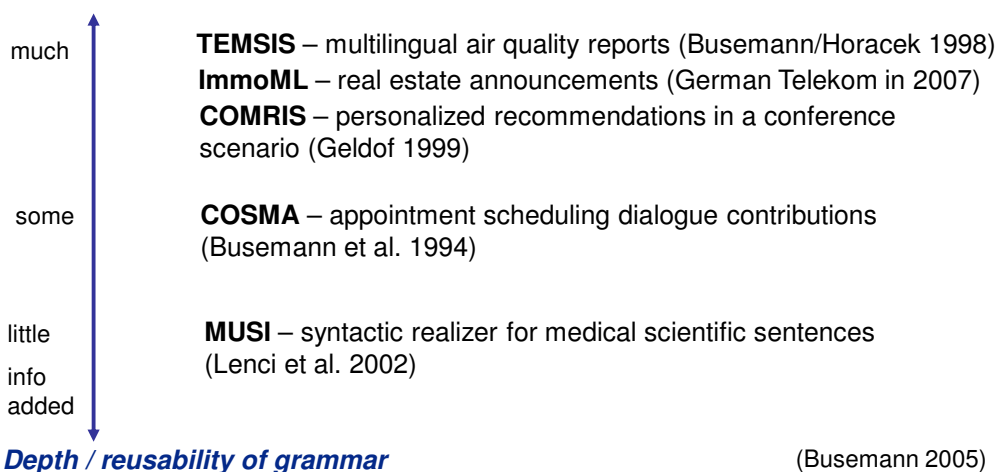 much
TEMSIS – multilingual air quality reports (Busemann/Horacek 1998)
ImmoML – real estate announcements (German Telekom in 2007)
COMRIS – personalized recommendations in a conference
scenario (Geldof 1999)
some
COSMA – appointment scheduling dialogue contributions
(Busemann et al. 1994)
little
MUSI – syntactic realizer for medical scientific sentences
(Lenci et al. 2002)
info
added
Depth / reusability of grammar
(Busemann 2005)